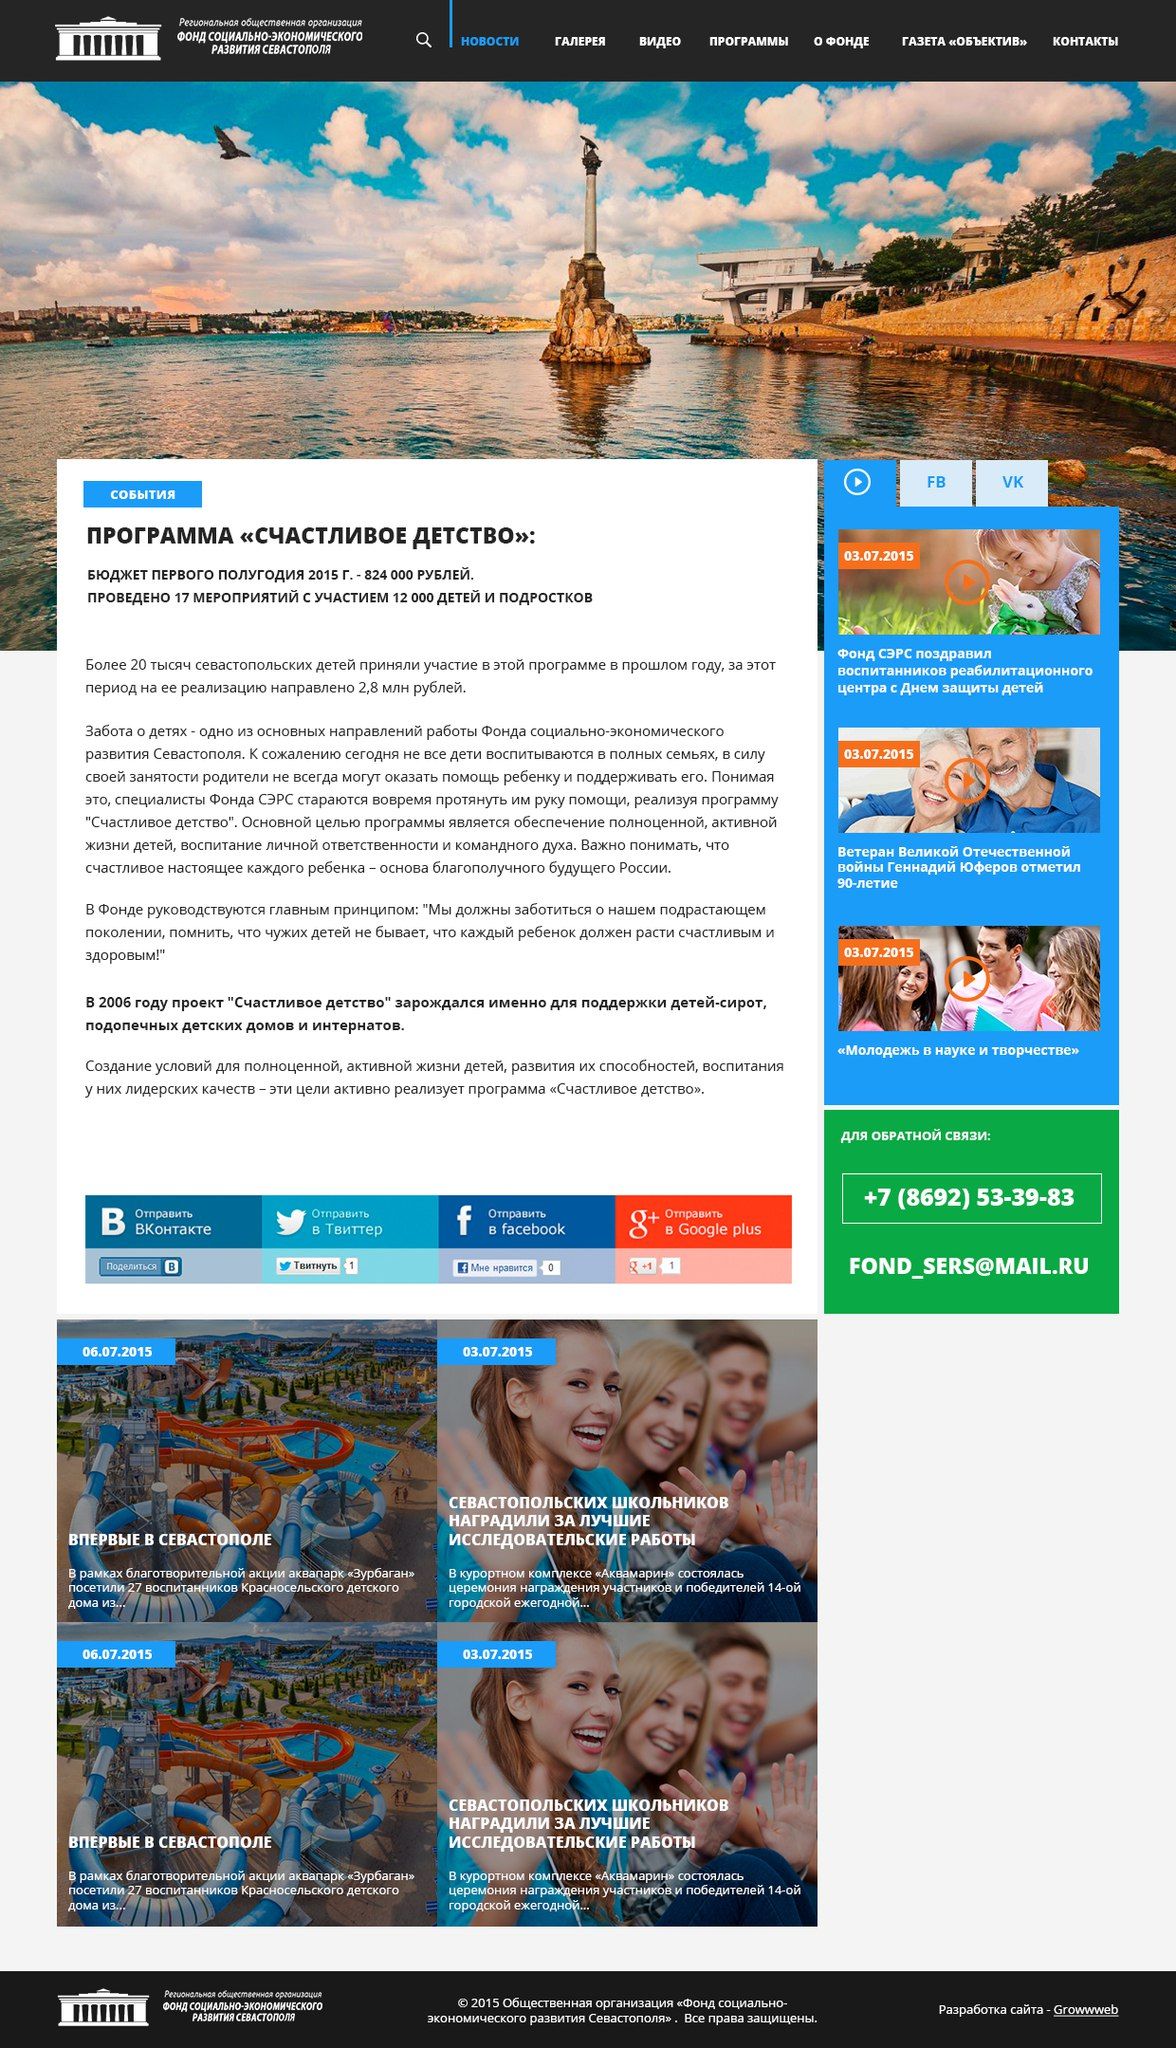 Региональная общественная организация
ФОНД СОЦИАЛЬНО-ЭКОНОМИЧЕСКОГО
РАЗВИТИЯ СЕВАСТОПОЛЯ
НОВОСТИ ГАЛЕРЕЯ ВИДЕО ПРОГРАММЫ О ФОНДЕ ГАЗЕТА «ОБЪЕКТИВ» КОНТАКТЫ
СОБЫТИЯ
ПРОГРАММА «СЧАСТЛИВОЕ ДЕТСТВО»:
БЮДЖЕТ ПЕРВОГО ПОЛУГОДИЯ 2015 Г. - 824 000 РУБЛЕЙ.
ПРОВЕДЕНО 17 МЕРОПРИЯТИЙ С УЧАСТИЕМ 12 000 ДЕТЕЙ И ПОДРОСТКОВ
Более 20 тысяч севастопольских детей приняли участие в этой программе в прошлом году, за этот
период на ее реализацию направлено 2,8 млн рублей.
Забота о детях - одно из основных направлений работы Фонда социально-экономического
развития Севастополя. К сожалению сегодня не все дети воспитываются в полных семьях, в силу
своей занятости родители не всегда могут оказать помощь ребенку и поддерживать его. Понимая
это, специалисты Фонда СЭРС стараются вовремя протянуть им руку помощи, реализуя программу
"Счастливое детство". Основной целью программы является обеспечение полноценной, активной
жизни детей, воспитание личной ответственности и командного духа. Важно понимать, что
счастливое настоящее каждого ребенка – основа благополучного будущего России.
В Фонде руководствуются главным принципом: "Мы должны заботиться о нашем подрастающем
поколении, помнить, что чужих детей не бывает, что каждый ребенок должен расти счастливым и
здоровым!"
В 2006 году проект "Счастливое детство" зарождался именно для поддержки детей-сирот,
подопечных детских домов и интернатов.
Создание условий для полноценной, активной жизни детей, развития их способностей, воспитания
у них лидерских качеств – эти цели активно реализует программа «Счастливое детство».
В Отправить
ВКонтакте
Отправить
в Твиттер
f Отправить
в facebook
g+ Отправить
в Google plus
Поделиться В
Твитнуть 1
Мне нравится 0
g +1 1
FB VK
03.07.2015
Фонд СЭРС поздравил
воспитанников реабилитационного
центра с Днем защиты детей
03.07.2015
Ветеран Великой Отечественной
войны Геннадий Юферов отметил
90-летие
03.07.2015
«Молодежь в науке и творчестве»
ДЛЯ ОБРАТНОЙ СВЯЗИ:
+7 (8692) 53-39-83
FOND_SERS@MAIL.RU
06.07.2015
ВПЕРВЫЕ В СЕВАСТОПОЛЕ
В рамках благотворительной акции аквапарк «Зурбаган»
посетили 27 воспитанников Красносельского детского
дома из...
03.07.2015
СЕВАСТОПОЛЬСКИХ ШКОЛЬНИКОВ
НАГРАДИЛИ ЗА ЛУЧШИЕ
ИССЛЕДОВАТЕЛЬСКИЕ РАБОТЫ
В курортном комплексе «Аквамарин» состоялась
церемония награждения участников и победителей 14-ой
городской ежегодной...
06.07.2015
ВПЕРВЫЕ В СЕВАСТОПОЛЕ
В рамках благотворительной акции аквапарк «Зурбаган»
посетили 27 воспитанников Красносельского детского
дома из...
03.07.2015
СЕВАСТОПОЛЬСКИХ ШКОЛЬНИКОВ
НАГРАДИЛИ ЗА ЛУЧШИЕ
ИССЛЕДОВАТЕЛЬСКИЕ РАБОТЫ
В курортном комплексе «Аквамарин» состоялась
церемония награждения участников и победителей 14-ой
городской ежегодной...
Региональная общественная организация
ФОНД СОЦИАЛЬНО-ЭКОНОМИЧЕСКОГО
РАЗВИТИЯ СЕВАСТОПОЛЯ
© 2015 Общественная организация «Фонд социально-
экономического развития Севастополя» . Все права защищены.
Разработка сайта - Growwweb